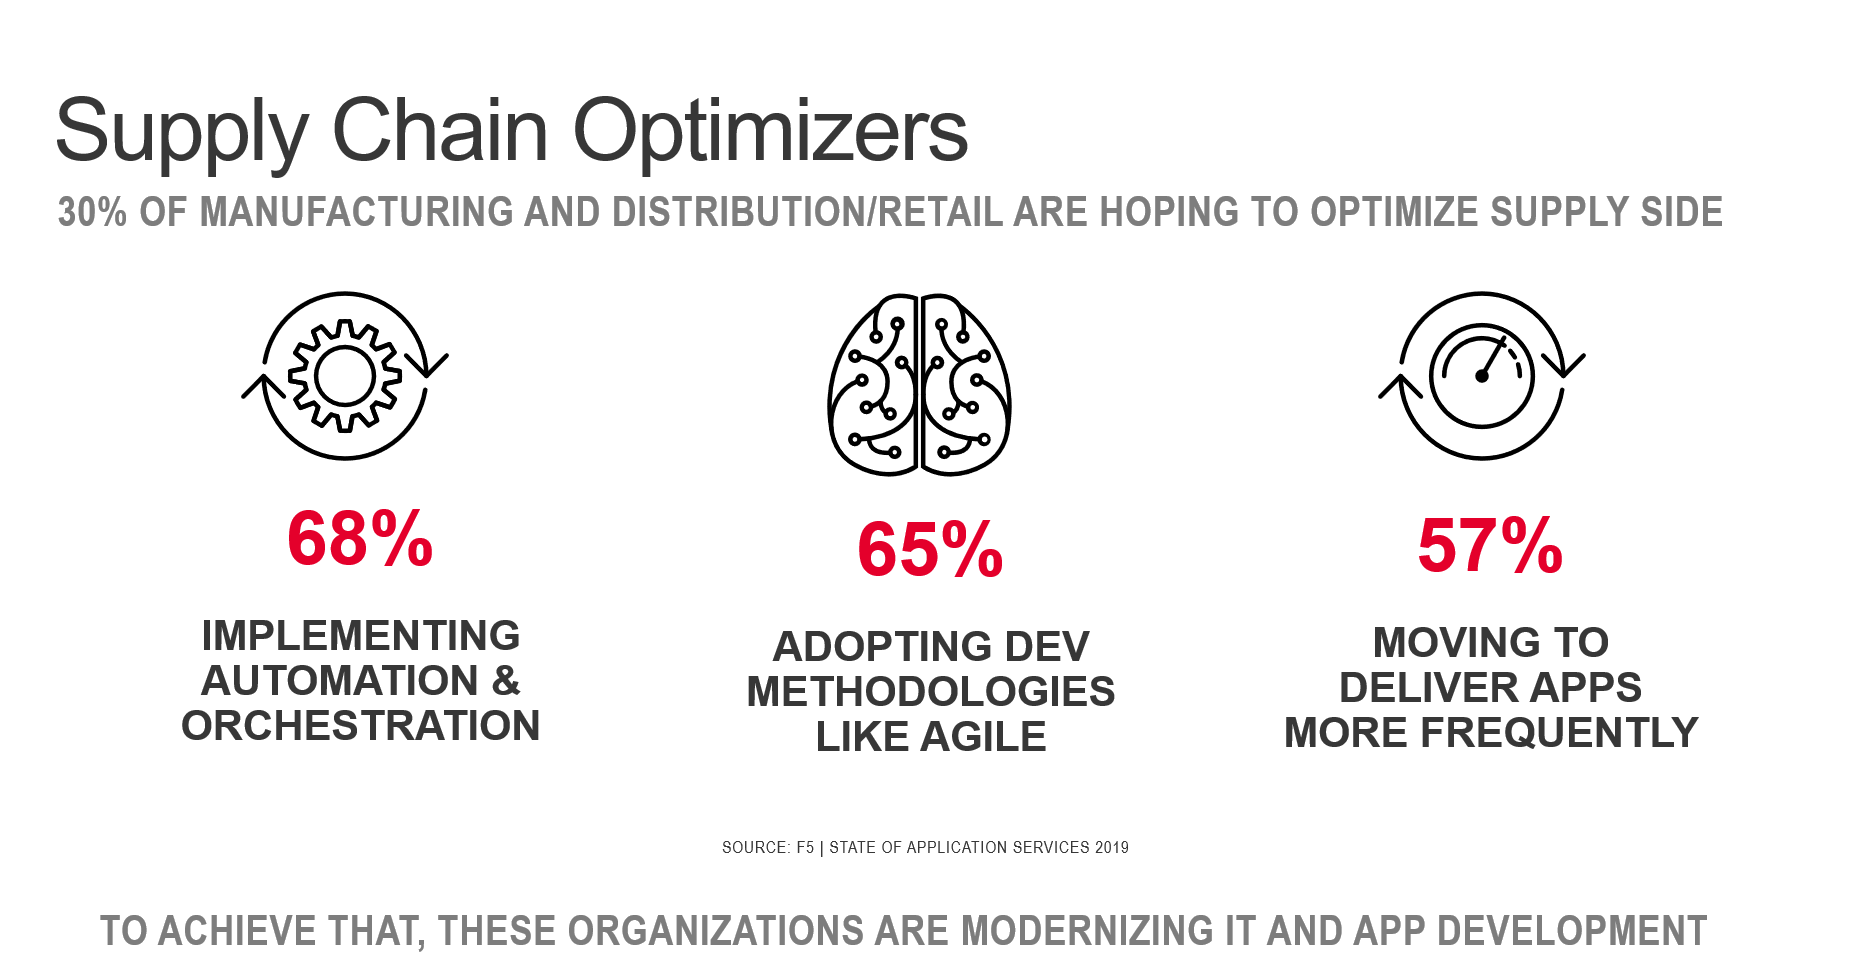 Supply Chain Optimizers
30% OF MANUFACTURING AND DISTRIBUTION/RETAIL ARE HOPING TO OPTIMIZE SUPPLY SIDE
68%
IMPLEMENTING
AUTOMATION &
ORCHESTRATION
65%
ADOPTING DEV
METHODOLOGIES
LIKE AGILE
57%
MOVING TO
DELIVER APPS
MORE FREQUENTLY
SOURCE: F5 | STATE OF APPLICATION SERVICES 2019
TO ACHIEVE THAT, THESE ORGANIZATIONS ARE MODERNIZING IT AND APP DEVELOPMENT